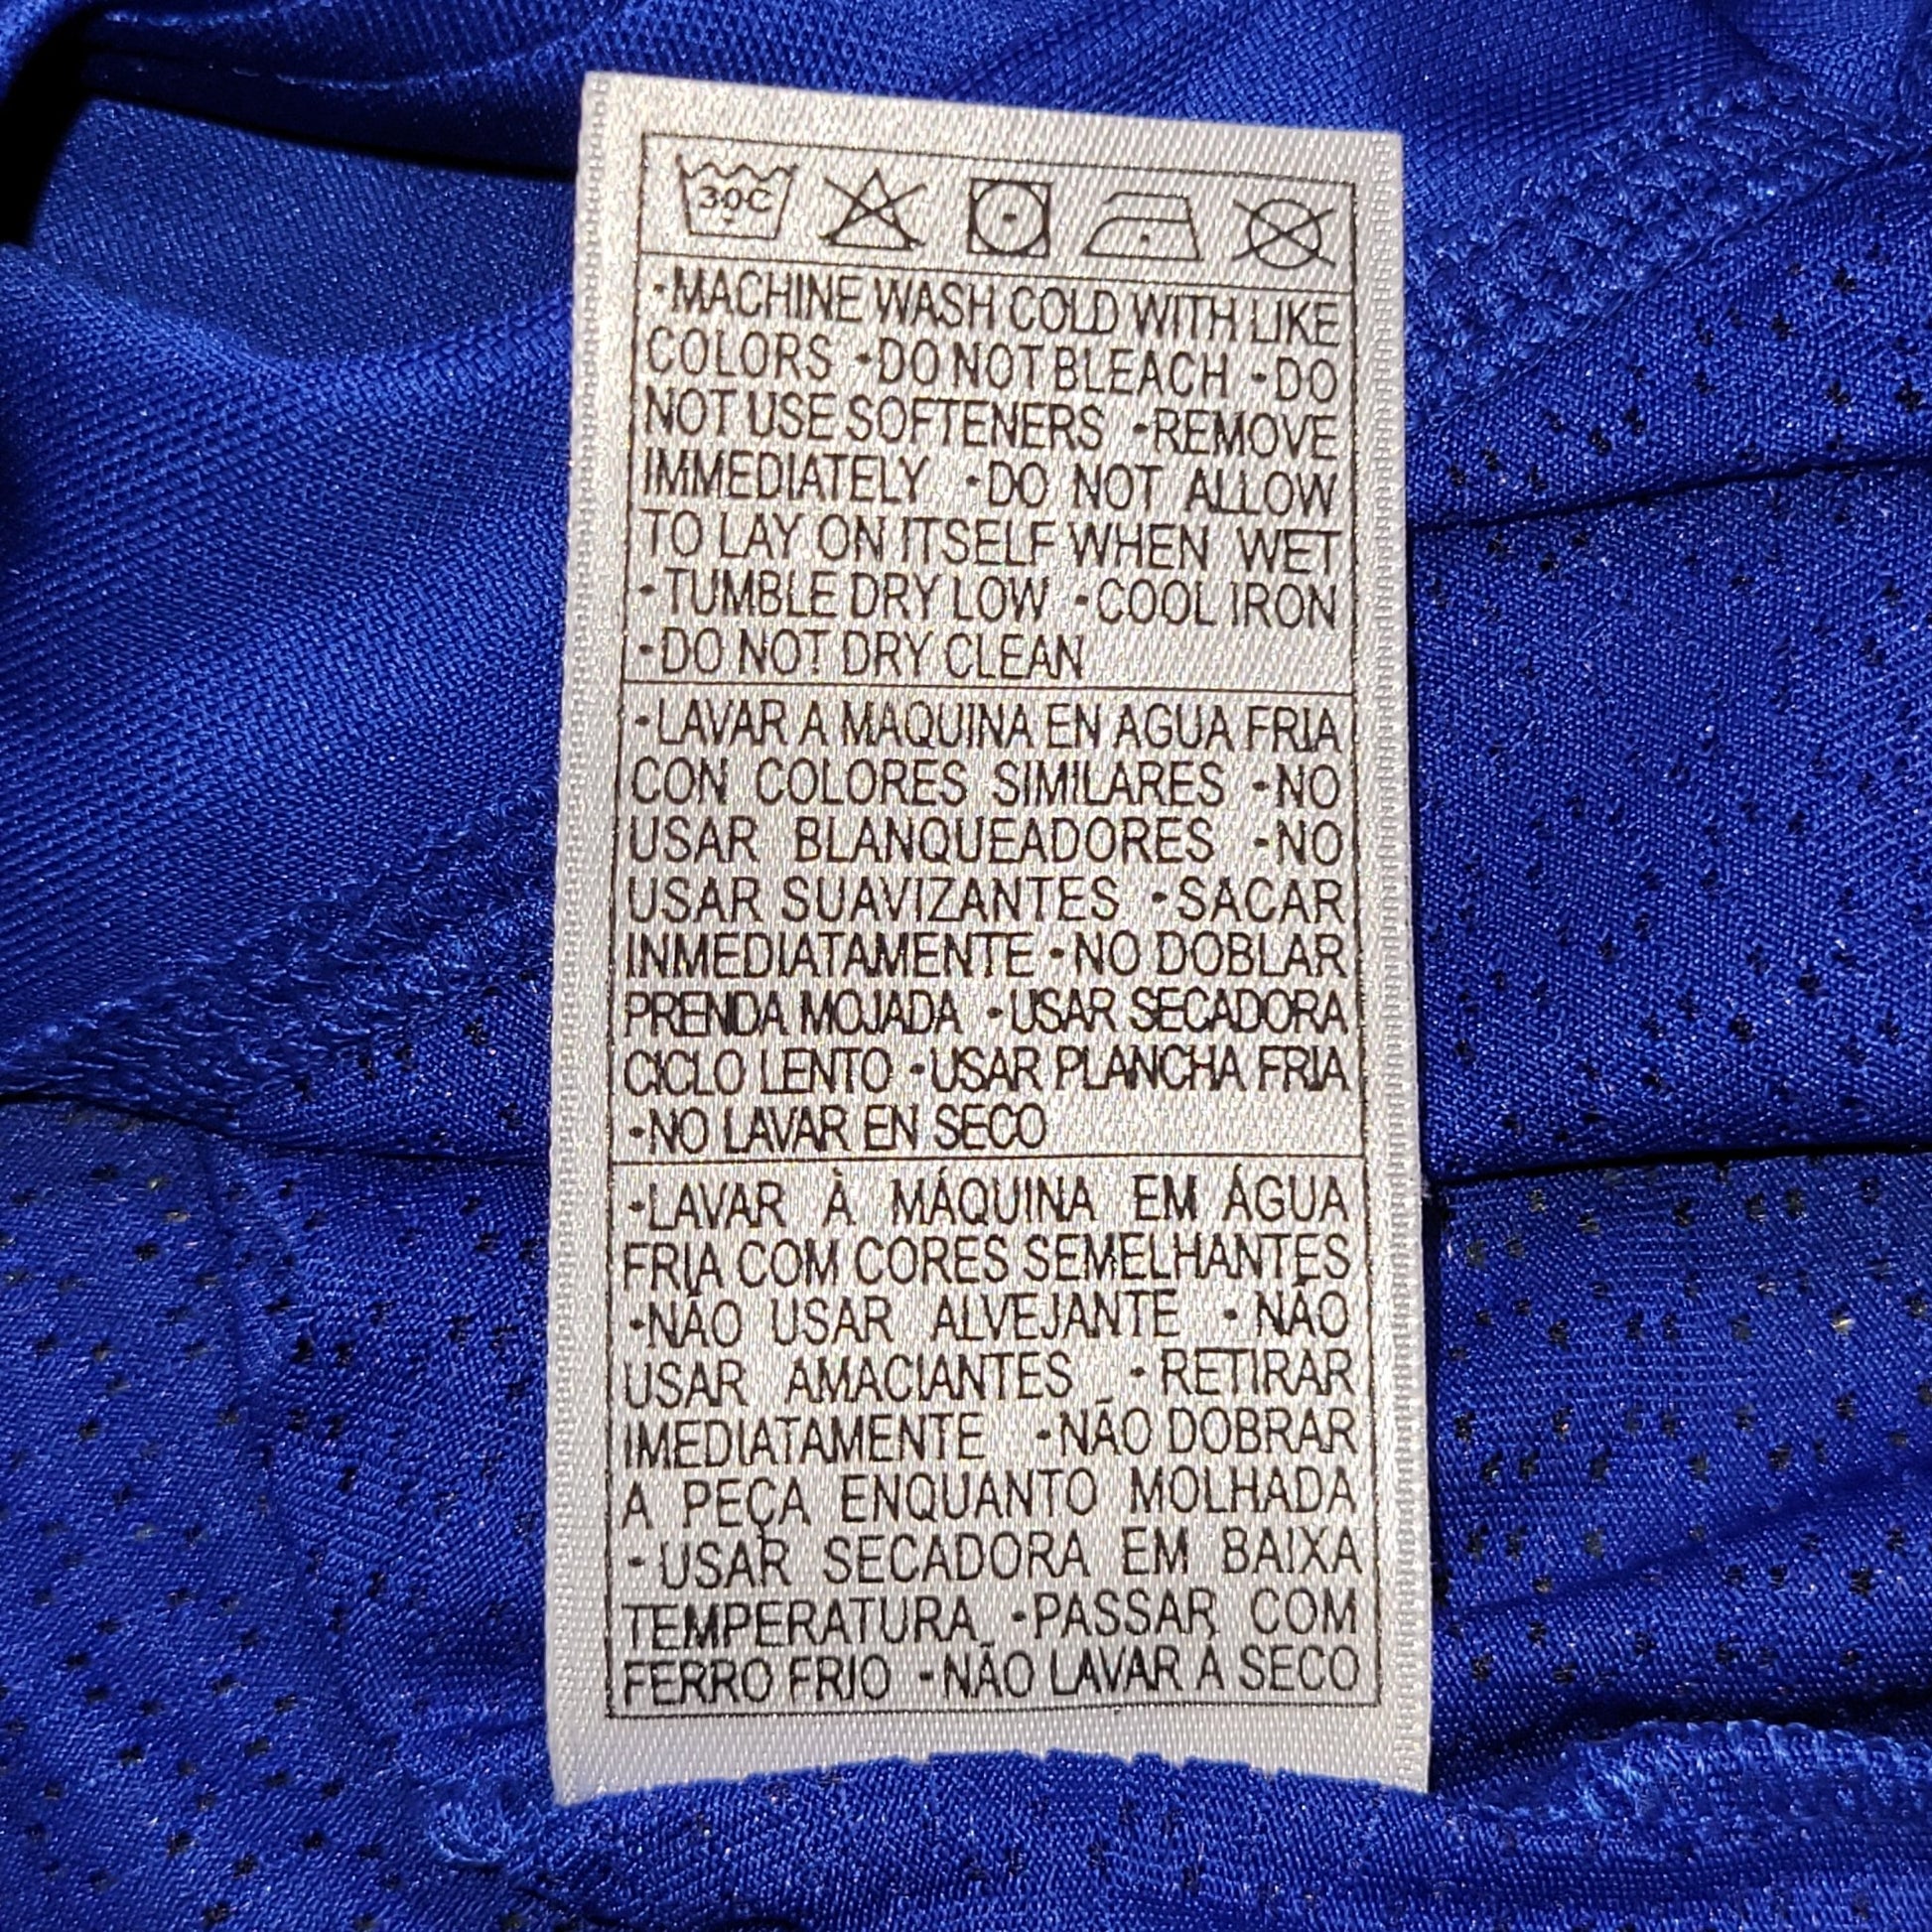 30C
•MACHINE WASH COLD WITH LIKE
COLORS •DO NOT BLEACH •DO
NOT USE SOFTENERS •REMOVE
IMMEDIATELY •DO NOT ALLOW
TO LAY ON ITSELF WHEN WET
•TUMBLE DRY LOW •COOL IRON
•DO NOT DRY CLEAN
•LAVAR A MAQUINA EN AGUA FRIA
CON COLORES SIMILARES •NO
USAR BLANQUEADORES •NO
USAR SUAVIZANTES •SACAR
INMEDIATAMENTE •NO DOBLAR
PRENDA MOJADA •USAR SECADORA
CICLO LENTO •USAR PLANCHA FRIA
•NO LAVAR EN SECO
•LAVAR À MÁQUINA EM ÁGUA
FRIA COM CORES SEMELHANTES
•NÃO USAR ALVEJANTE •NÃO
USAR AMACIANTES •RETIRAR
IMEDIATAMENTE •NÃO DOBRAR
A PEÇA ENQUANTO MOLHADA
•USAR SECADORA EM BAIXA
TEMPERATURA •PASSAR COM
FERRO FRIO •NÃO LAVAR A SECO